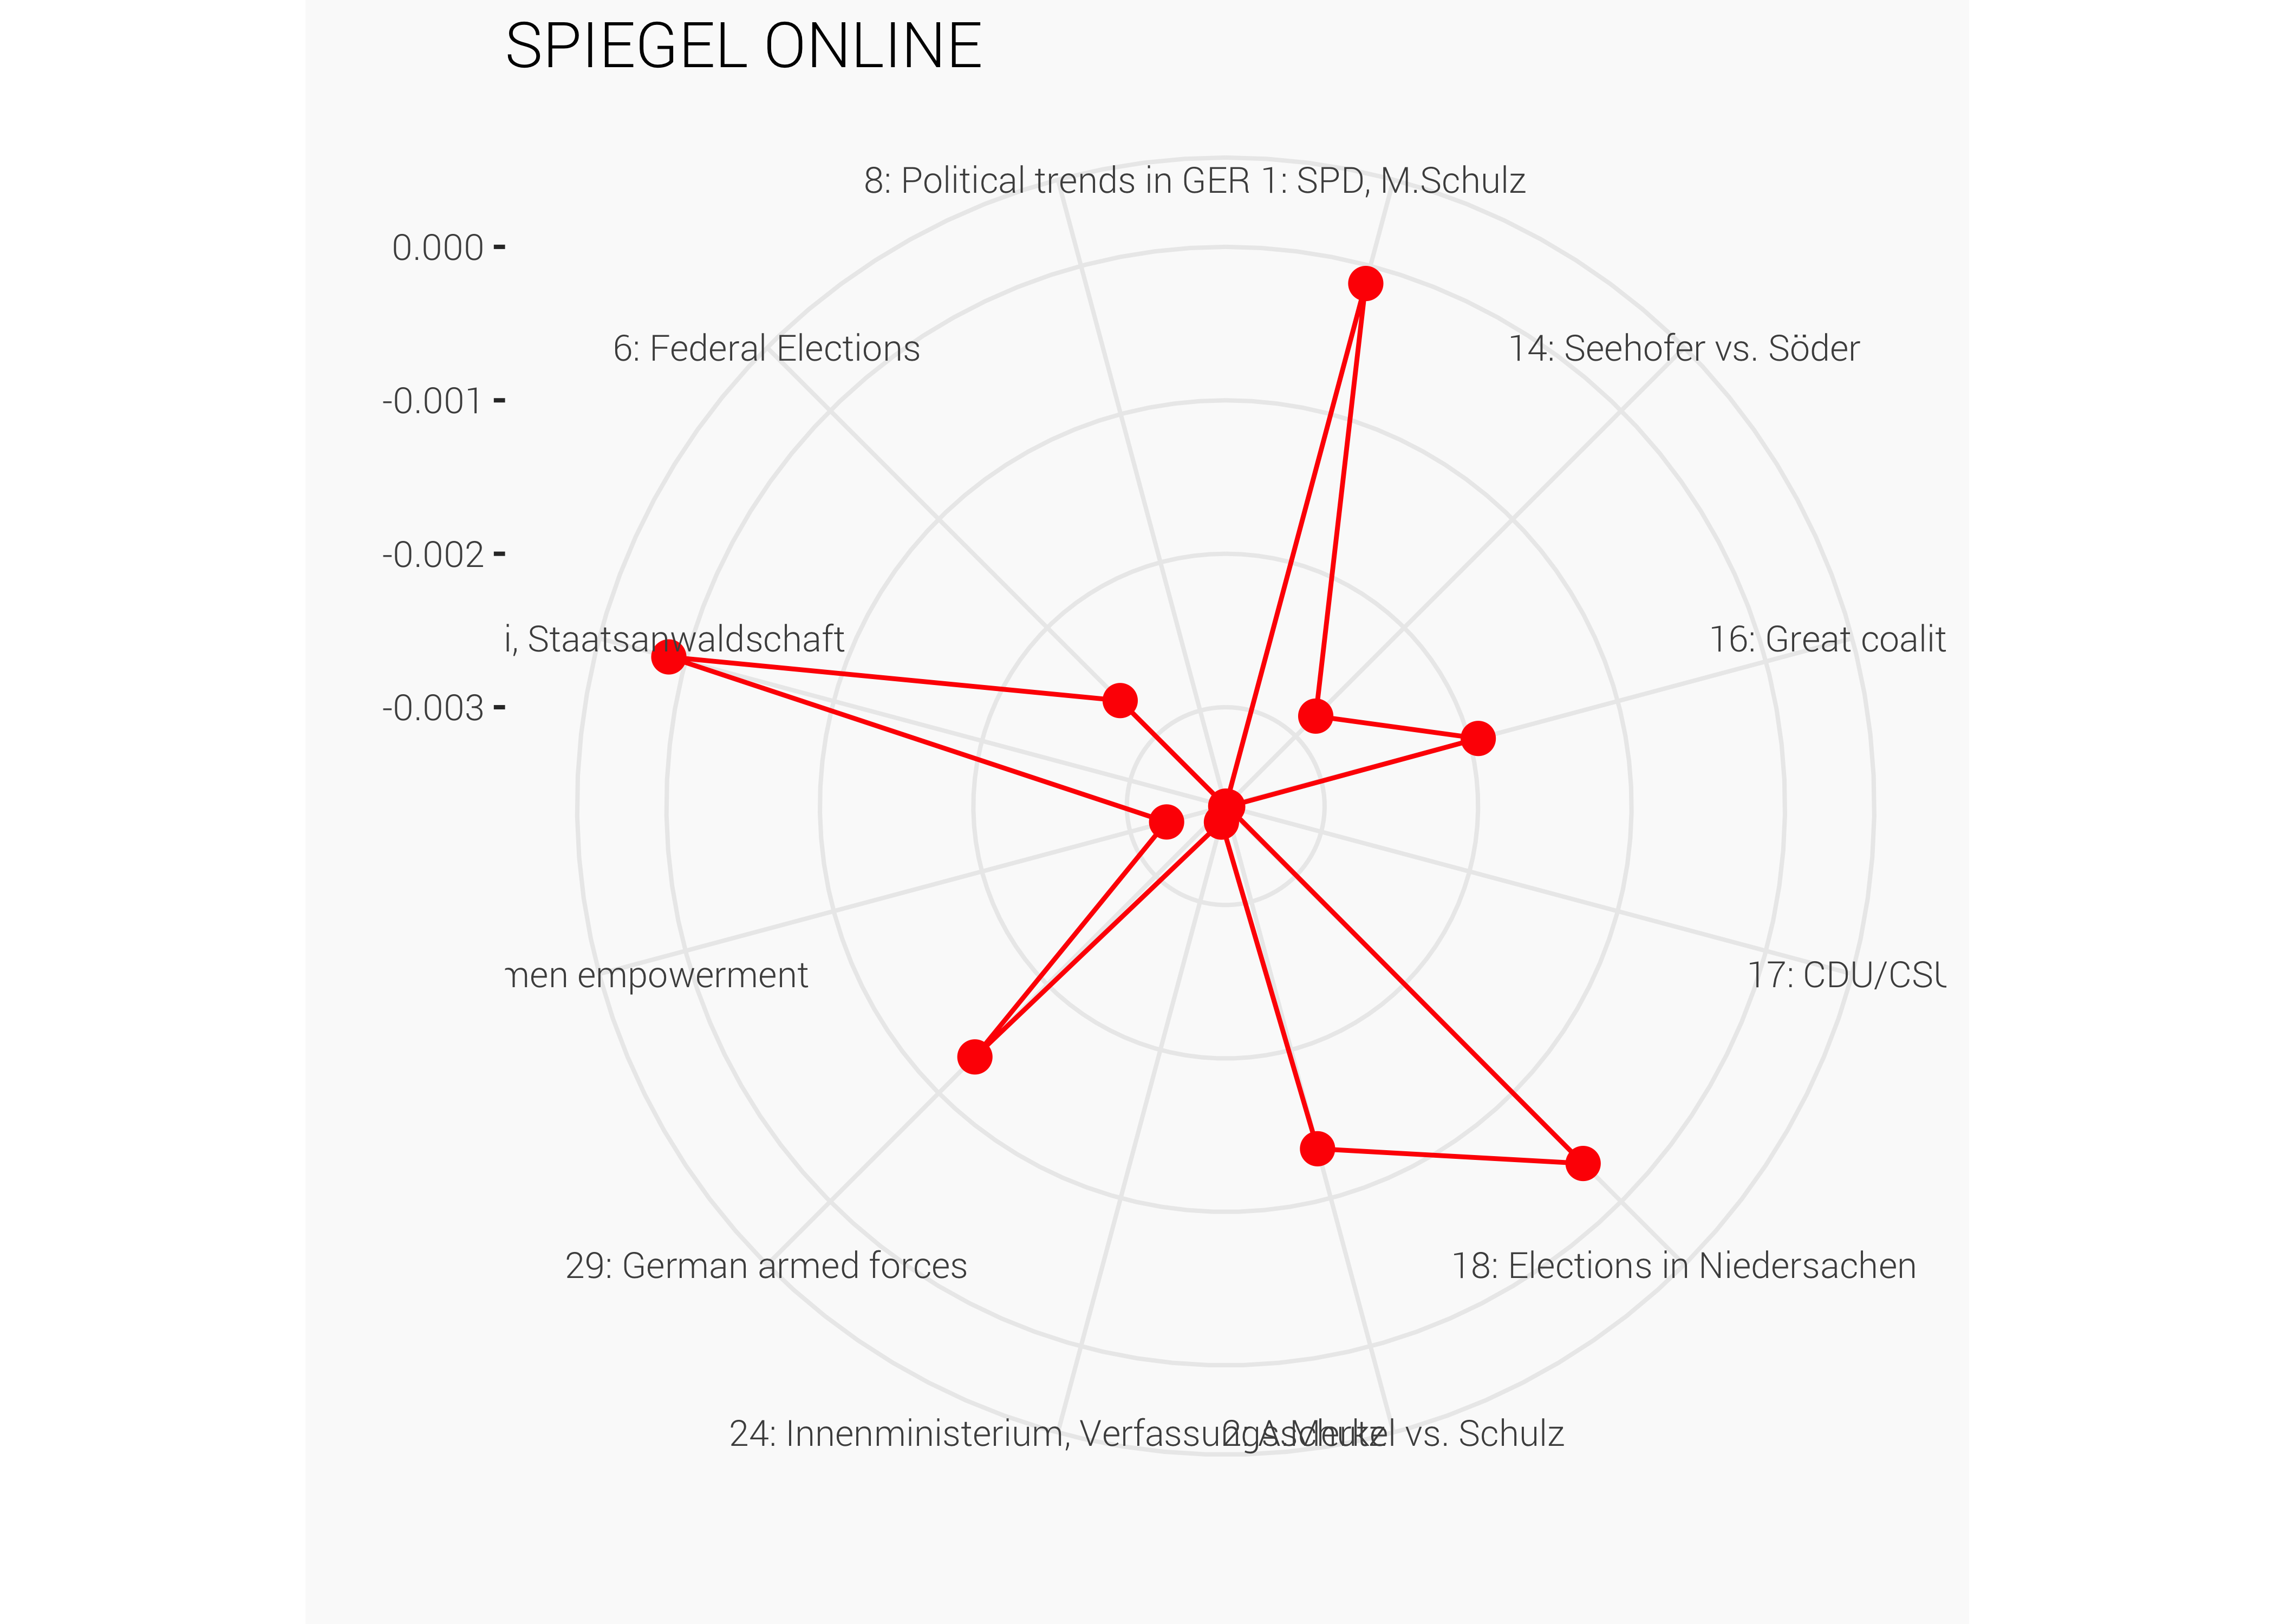 SPIEGEL ONLINE
8: Political trends in GER
1: SPD, M.Schulz
0.000
6: Federal Elections
14: Seehofer vs. Söder
-0.001
-0.002
i, Staatsanwaldschaft
16: Great coalit
-0.003
men empowerment
17: CDU/CSU
29: German armed forces
18: Elections in Niedersachen
24: Innenministerium, Verfassungsschutz
2: A.Merkel vs. Schulz